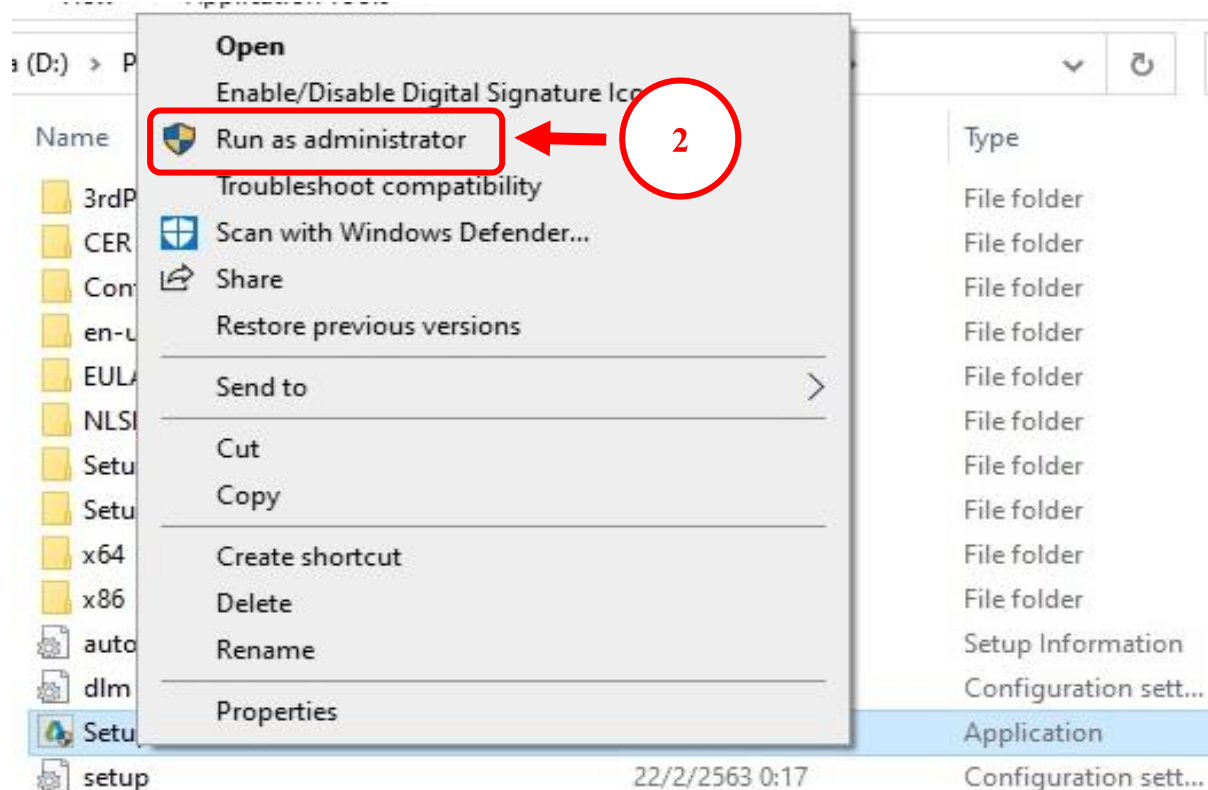 Open
(D:) > P
Enable/Disable Digital Signature Ico
Name
Run as administrator
2
Type
3rdP
Troubleshoot compatibility
File folder
CER
Scan with Windows Defender...
File folder
Con
Share
File folder
en-u
Restore previous versions
File folder
EULA
Send to
File folder
NLSI
File folder
Setu
Cut
File folder
Setu
Copy
File folder
x64
Create shortcut
File folder
x86
Delete
File folder
auto
Rename
Setup Information
dlm
Configuration sett...
Properties
Setu
Application
setup
22/2/2563 0:17
Configuration sett...